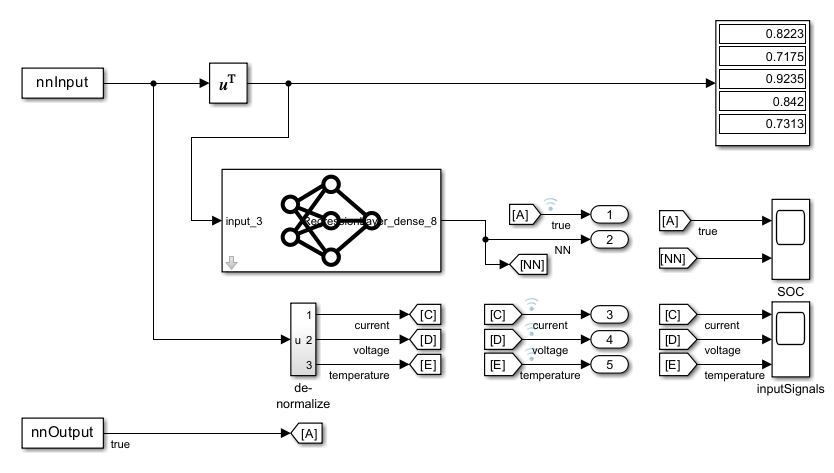 0.8223
0.7175
0.9235
0.842
0.7313
nnInput
uT
input_3
RegressionLayer_dense_8
[A]
true
1
NN
2
[NN]
[A]
true
[NN]
SOC
u
1
2
3
de-
normalize
current
[C]
voltage
[D]
temperature
[E]
[C]
current
3
[D]
voltage
4
[E]
temperature
5
[C]
current
[D]
voltage
[E]
temperature
inputSignals
nnOutput
true
[A]